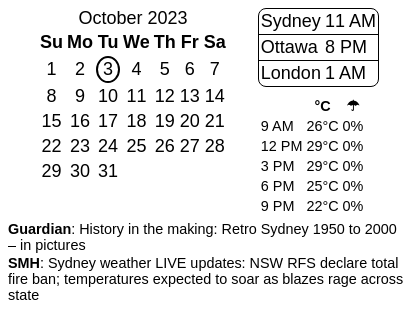 October 2023
Su Mo Tu We Th Fr Sa
1 2 3 4 5 6 7
8 9 10 11 12 13 14
15 16 17 18 19 20 21
22 23 24 25 26 27 28
29 30 31
Sydney 11 AM
Ottawa 8 PM
London 1 AM
°C ☂
9 AM 26°C 0%
12 PM 29°C 0%
3 PM 29°C 0%
6 PM 25°C 0%
9 PM 22°C 0%
Guardian: History in the making: Retro Sydney 1950 to 2000
– in pictures
SMH: Sydney weather LIVE updates: NSW RFS declare total
fire ban; temperatures expected to soar as blazes rage across
state